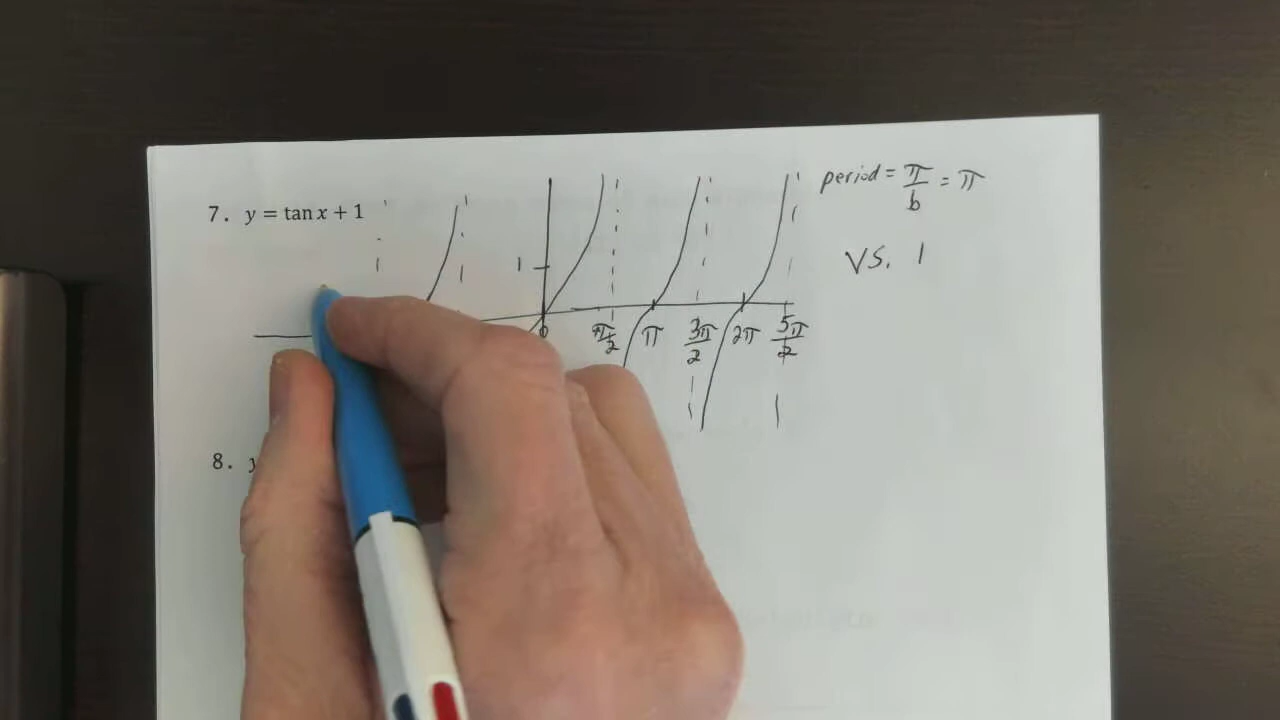 7. y = tan x + 1
period = π/b = π
VS. 1
1
0 π/2 π 3π/2 2π 5π/2
8.